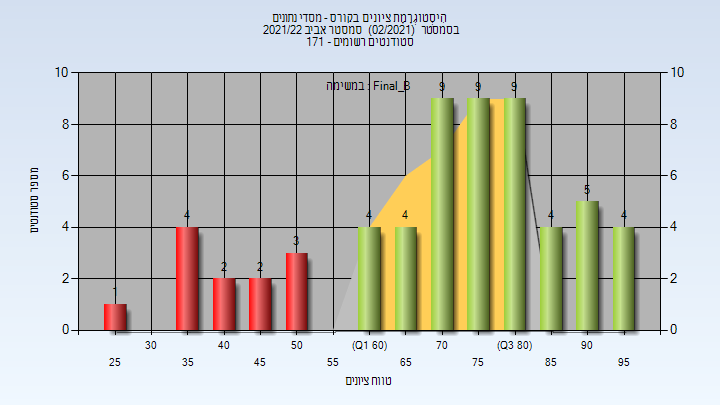 היסטוגרמת ציונים בקורס - מסדי נתונים
בסמסטר (02/2021) סמסטר אביב 2021/22
סטודנטים רשומים - 171
במשימה : Final_B
מספר סטודנטים
10 10
8 8
6 6
4 4
2 2
0 0
1 4 2 2 3 4 4 9 9 9 4 5 4
30 40 50 (Q1 60) 70 (Q3 80) 90
25 35 45 55 65 75 85 95
טווח ציונים